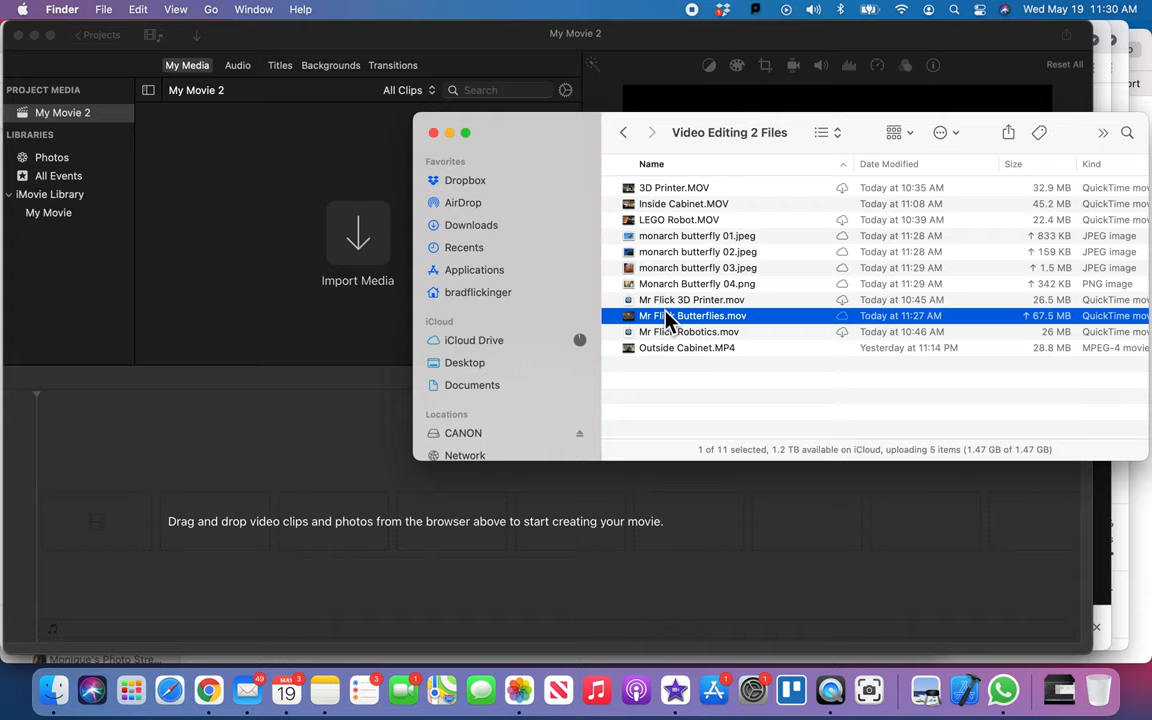 Finder File Edit View Go Window Help Wed May 19 11:30 AM
Projects My Movie 2
My Media Audio Titles Backgrounds Transitions Reset All
PROJECT MEDIA My Movie 2 All Clips Search
My Movie 2
LIBRARIES
Photos
All Events
iMovie Library
My Movie
Import Media
Drag and drop video clips and photos from the browser above to start creating your movie.
Video Editing 2 Files
Favorites
Dropbox
AirDrop
Downloads
Recents
Applications
bradflickinger
iCloud
iCloud Drive
Desktop
Documents
Locations
CANON
Network
Name Date Modified Size Kind
3D Printer.MOV Today at 10:35 AM 32.9 MB QuickTime mov
Inside Cabinet.MOV Today at 11:08 AM 45.2 MB QuickTime mov
LEGO Robot.MOV Today at 10:39 AM 22.4 MB QuickTime mov
monarch butterfly 01.jpeg Today at 11:28 AM ↑ 833 KB JPEG image
monarch butterfly 02.jpeg Today at 11:28 AM ↑ 159 KB JPEG image
monarch butterfly 03.jpeg Today at 11:29 AM ↑ 1.5 MB JPEG image
Monarch Butterfly 04.png Today at 11:29 AM ↑ 342 KB PNG image
Mr Flick 3D Printer.mov Today at 10:45 AM 26.5 MB QuickTime mov
Mr Flick Butterflies.mov Today at 11:27 AM ↑ 67.5 MB QuickTime mov
Mr Flick Robotics.mov Today at 10:46 AM 26 MB QuickTime mov
Outside Cabinet.MP4 Yesterday at 11:14 PM 28.8 MB MPEG-4 movie
1 of 11 selected, 1.2 TB available on iCloud, uploading 5 items (1.47 GB of 1.47 GB)
ort
Monique's Photo Stre...
49 MAY 19 3 3 1 1 1